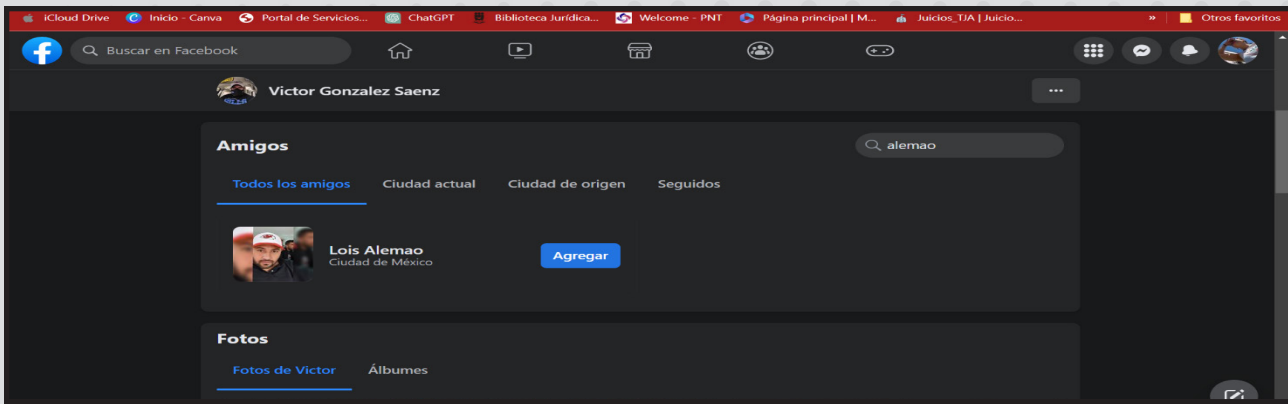 iCloud Drive Inicio - Canva Portal de Servicios... ChatGPT Biblioteca Jurídica... Welcome - PNT Página principal | M... Juicios_TJA | Juicio... » Otros favoritos
Buscar en Facebook
Victor Gonzalez Saenz
Amigos alemao
Todos los amigos Ciudad actual Ciudad de origen Seguidos
Lois Alemao
Ciudad de México
Agregar
Fotos
Fotos de Victor Álbumes